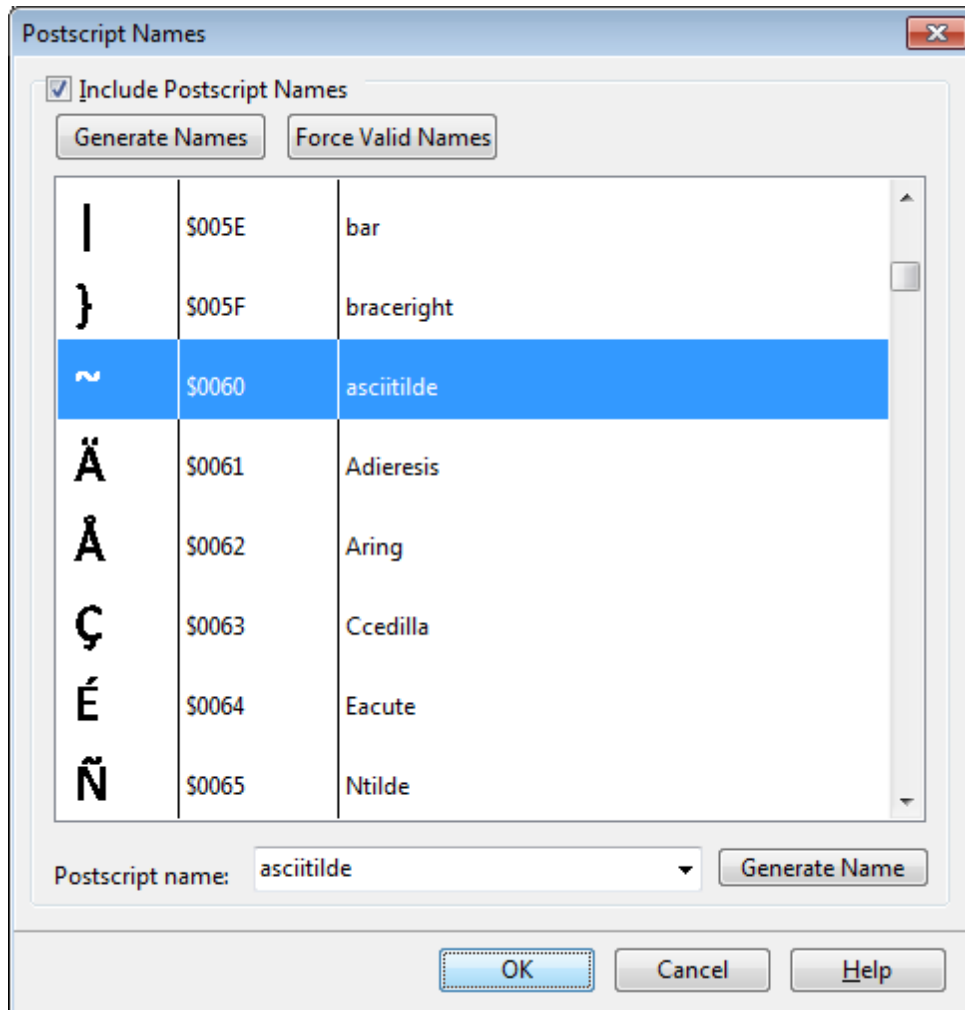 Postscript Names
Include Postscript Names
Generate Names Force Valid Names
| $005E bar
} $005F braceright
~ $0060 asciitilde
Ä $0061 Adieresis
Å $0062 Aring
Ç $0063 Ccedilla
É $0064 Eacute
Ñ $0065 Ntilde
Postscript name: asciitilde Generate Name
OK Cancel Help